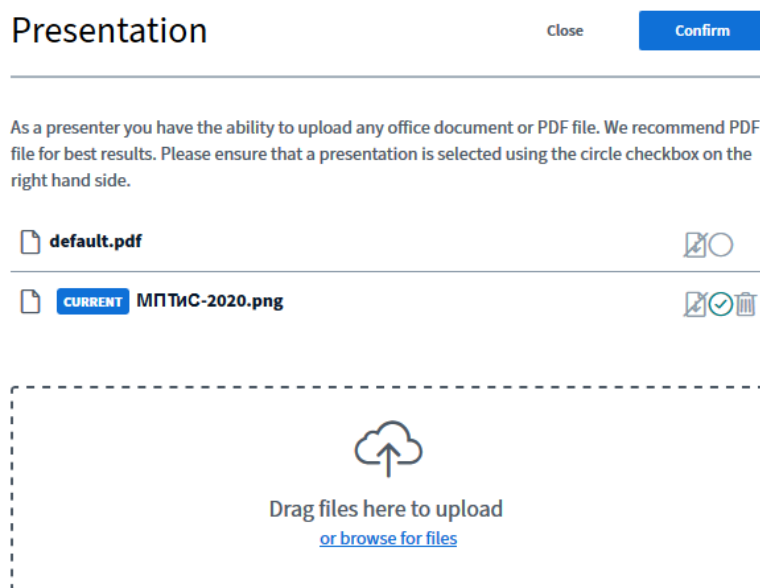 Presentation
Close
Confirm
As a presenter you have the ability to upload any office document or PDF file. We recommend PDF
file for best results. Please ensure that a presentation is selected using the circle checkbox on the
right hand side.
default.pdf
CURRENT МПТиС-2020.png
Drag files here to upload
or browse for files